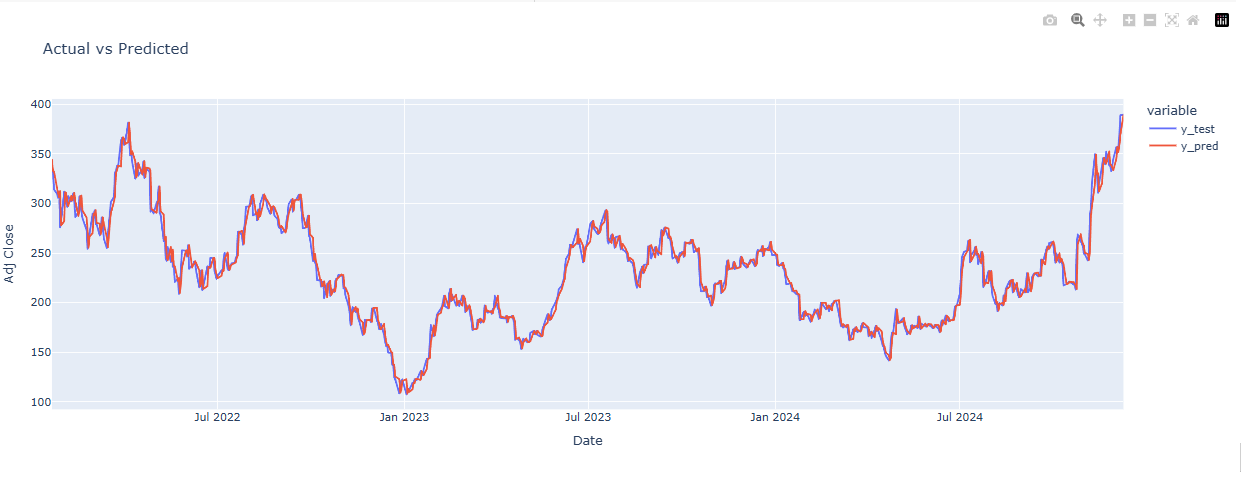 Actual vs Predicted
variable
y_test
y_pred
400
350
300
250
200
150
100
Adj Close
Jul 2022
Jan 2023
Jul 2023
Jan 2024
Jul 2024
Date